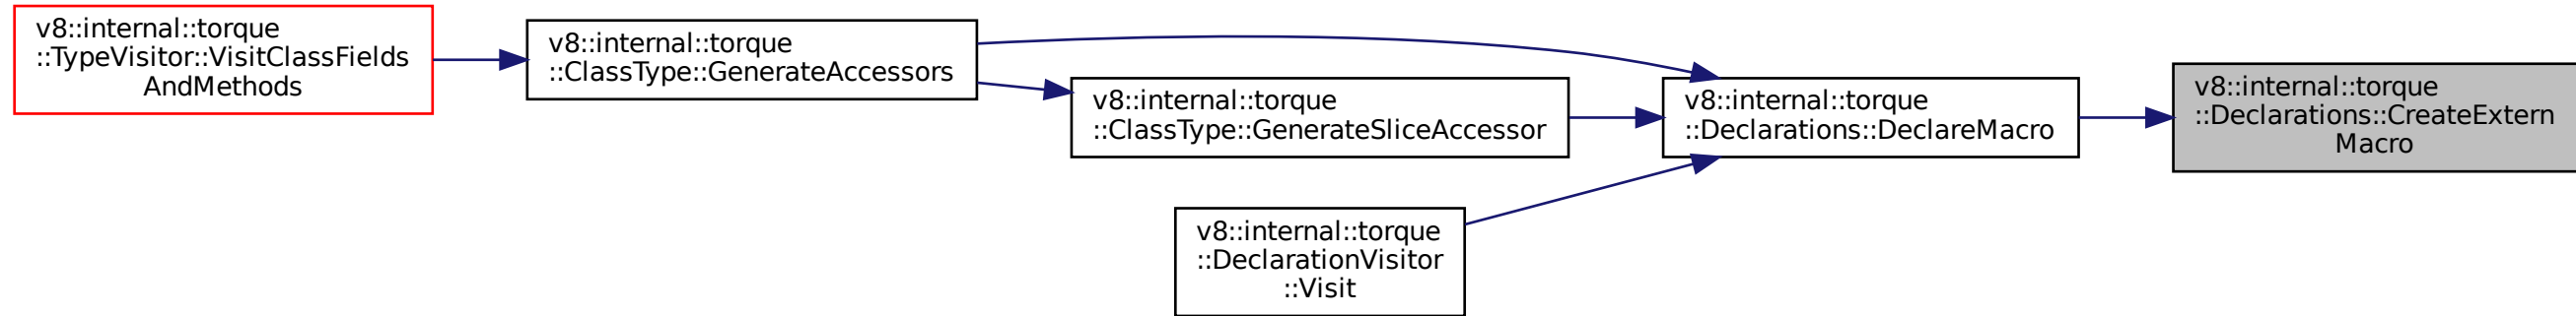 v8::internal::torque
::TypeVisitor::VisitClassFields
AndMethods
v8::internal::torque
::ClassType::GenerateAccessors
v8::internal::torque
::ClassType::GenerateSliceAccessor
v8::internal::torque
::DeclarationVisitor
::Visit
v8::internal::torque
::Declarations::DeclareMacro
v8::internal::torque
::Declarations::CreateExtern
Macro